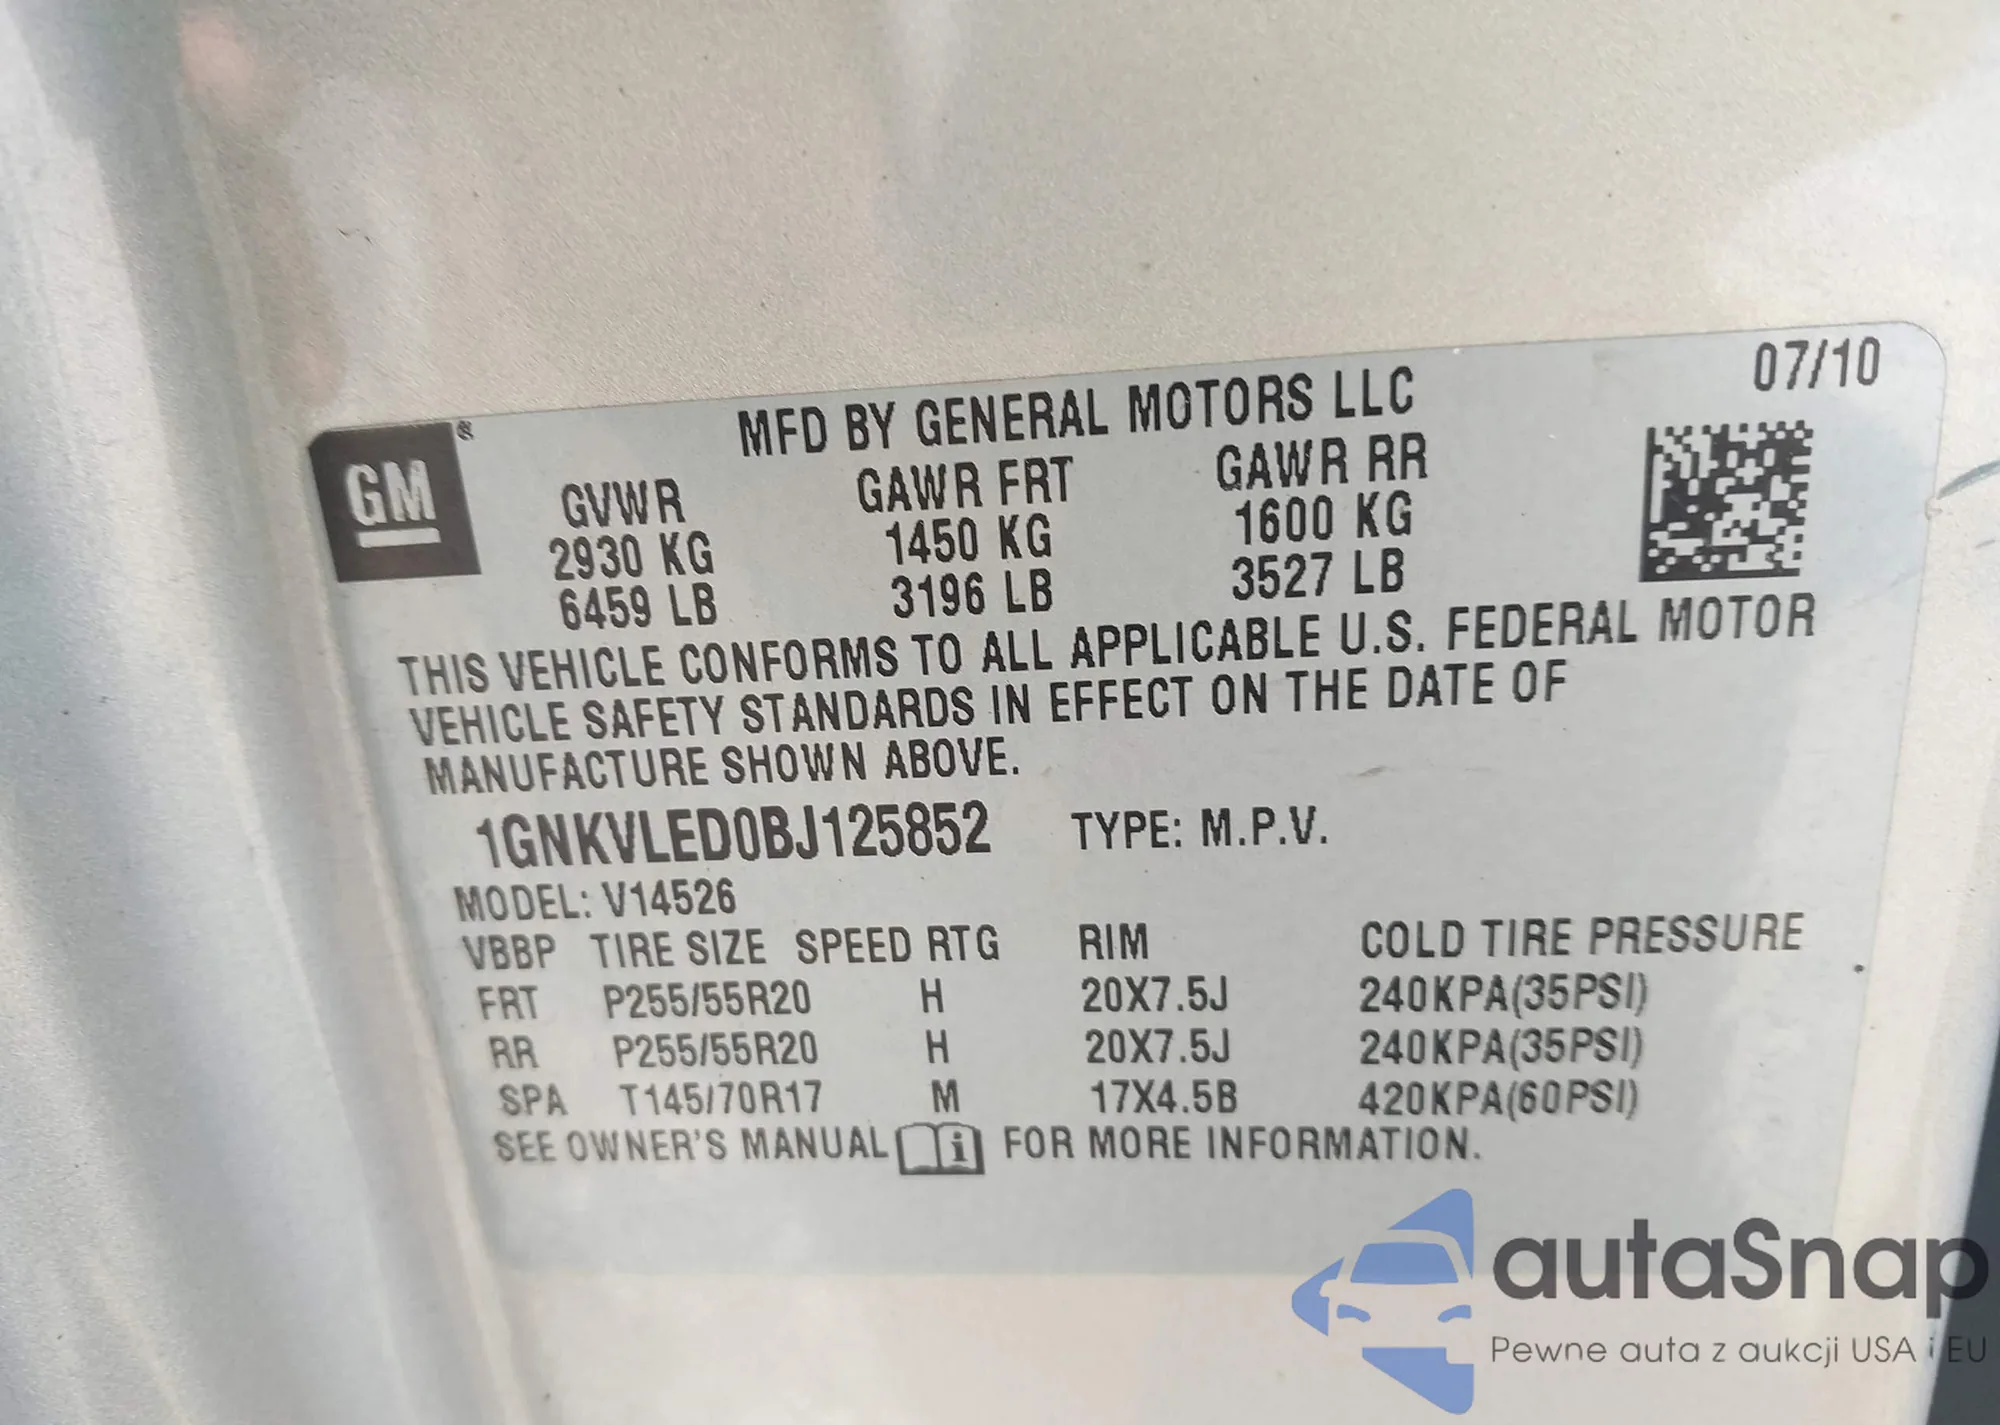 07/10
GM®
MFD BY GENERAL MOTORS LLC
GVWR GAWR FRT GAWR RR
2930 KG 1450 KG 1600 KG
6459 LB 3196 LB 3527 LB
THIS VEHICLE CONFORMS TO ALL APPLICABLE U.S. FEDERAL MOTOR
VEHICLE SAFETY STANDARDS IN EFFECT ON THE DATE OF
MANUFACTURE SHOWN ABOVE.
1GNKVLED0BJ125852 TYPE: M.P.V.
MODEL: V14526
VBBP TIRE SIZE SPEED RTG RIM COLD TIRE PRESSURE
FRT P255/55R20 H 20X7.5J 240KPA(35PSI)
RR P255/55R20 H 20X7.5J 240KPA(35PSI)
SPA T145/70R17 M 17X4.5B 420KPA(60PSI)
SEE OWNER'S MANUAL i FOR MORE INFORMATION.
autaSnap
Pewne auta z aukcji USA i EU